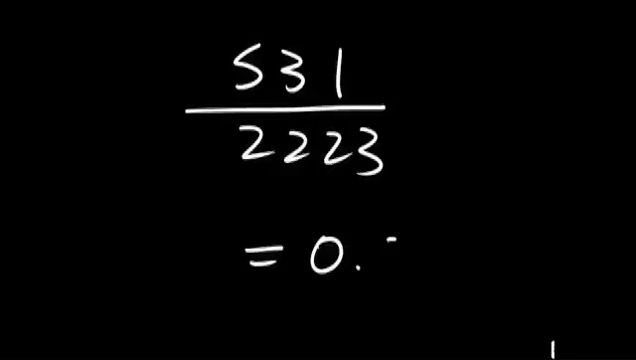 531
2223
= 0.